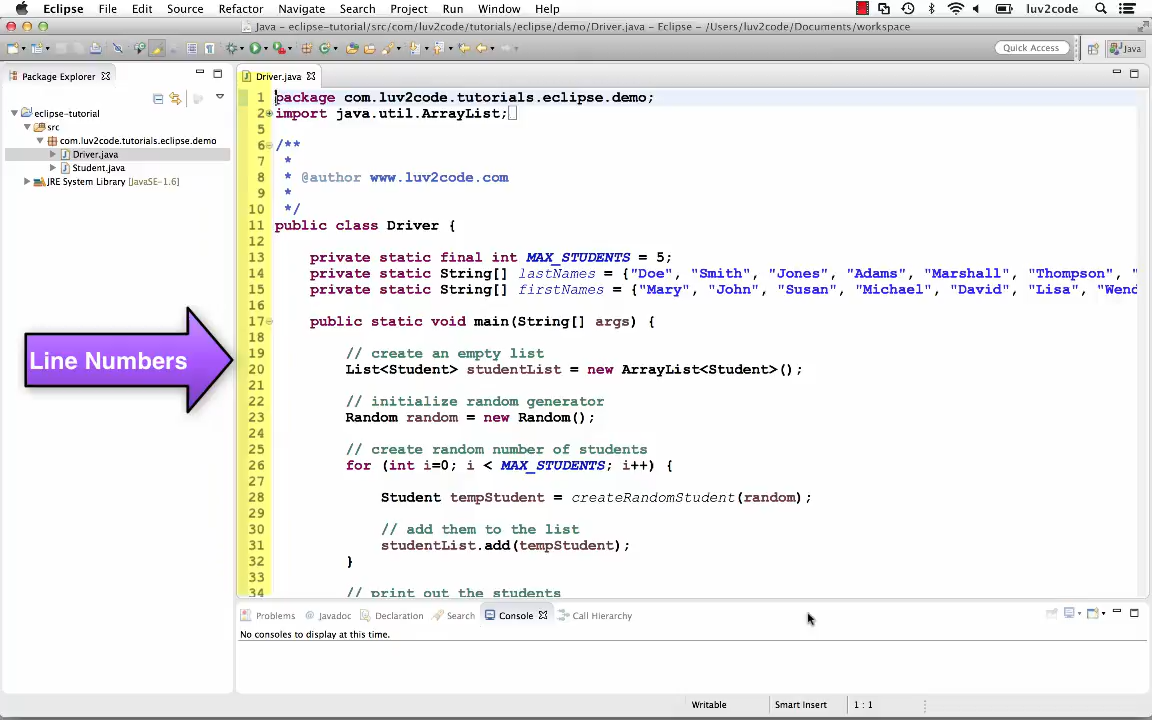 Eclipse File Edit Source Refactor Navigate Search Project Run Window Help luv2code
Java – eclipse-tutorial/src/com/luv2code/tutorials/eclipse/demo/Driver.java – Eclipse – /Users/luv2code/Documents/workspace
Quick Access Java
Package Explorer
eclipse-tutorial
src
com.luv2code.tutorials.eclipse.demo
Driver.java
Student.java
JRE System Library [JavaSE-1.6]
Line Numbers
Driver.java
1 package com.luv2code.tutorials.eclipse.demo;
2 import java.util.ArrayList;
5
6 /**
7 *
8 * @author www.luv2code.com
9 *
10 */
11 public class Driver {
12
13 private static final int MAX_STUDENTS = 5;
14 private static String[] lastNames = {"Doe", "Smith", "Jones", "Adams", "Marshall", "Thompson", "
15 private static String[] firstNames = {"Mary", "John", "Susan", "Michael", "David", "Lisa", "Wend
16
17 public static void main(String[] args) {
18
19 // create an empty list
20 List<Student> studentList = new ArrayList<Student>();
21
22 // initialize random generator
23 Random random = new Random();
24
25 // create random number of students
26 for (int i=0; i < MAX_STUDENTS; i++) {
27
28 Student tempStudent = createRandomStudent(random);
29
30 // add them to the list
31 studentList.add(tempStudent);
32 }
33
34 // print out the students
Problems Javadoc Declaration Search Console Call Hierarchy
No consoles to display at this time.
Writable Smart Insert 1 : 1